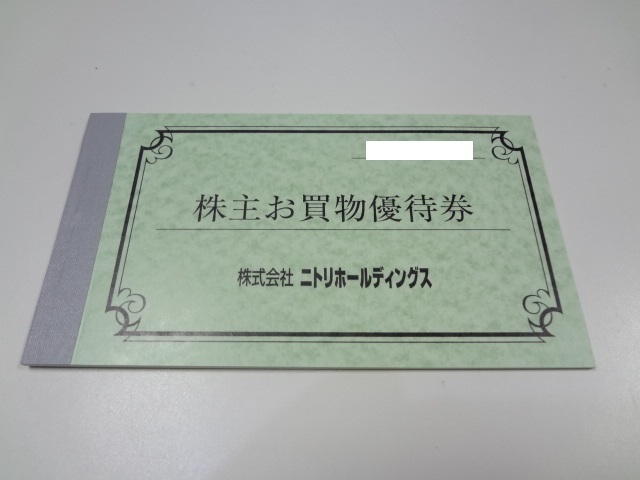 株主お買物優待券
株式会社 ニトリホールディングス